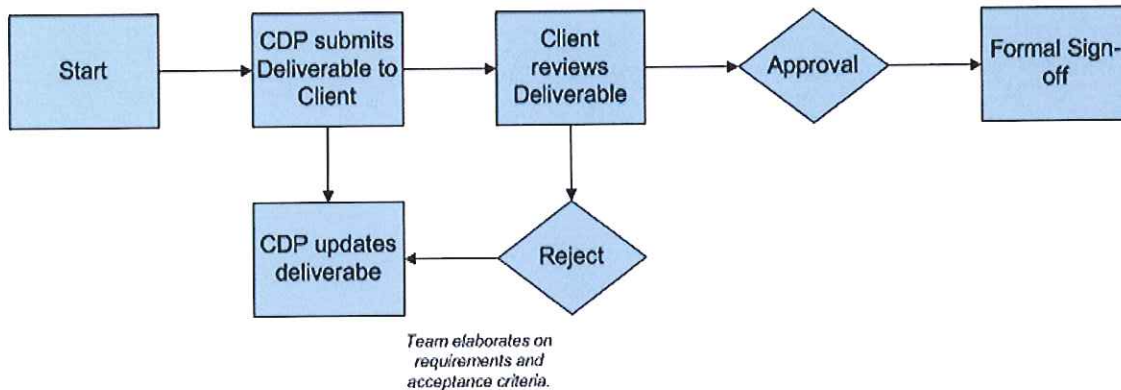 Start
CDP submits
Deliverable to
Client
Client
reviews
Deliverable
Approval
Formal Sign-
off
CDP updates
deliverabe
Reject
Team elaborates on
requirements and
acceptance criteria.